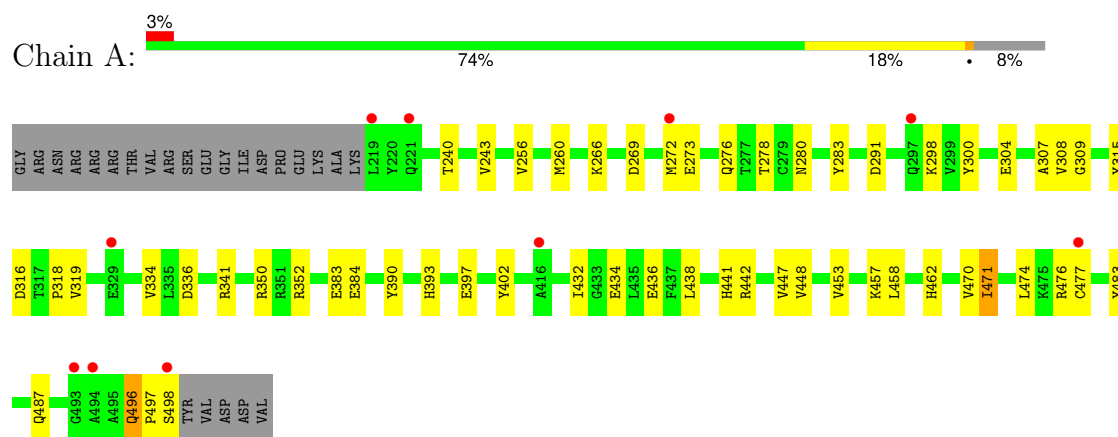 3%
Chain A:
74% 18% • 8%
GLY ARG ASN ARG ARG ARG THR VAL ARG SER GLU GLY ILE ASP PRO GLU LYS ALA LYS L219 Y220 Q221 T240 V243 V256 M260 K266 D269 M272 E273 Q276 T277 T278 C279 N280 Y283 D291 Q297 K298 V299 Y300 E304 A307 V308 G309
D316 T317 P318 V319 E329 V334 L335 D336 R341 R350 R351 R352 E383 E384 Y390 H393 E397 Y402 A416 I432 G433 E434 L435 E436 F437 L438 H441 R442 V447 V448 V453 K457 L458 H462 V470 I471 L474 K475 R476 C477
Q487 G493 A494 A495 Q496 P497 S498 TYR VAL ASP ASP VAL